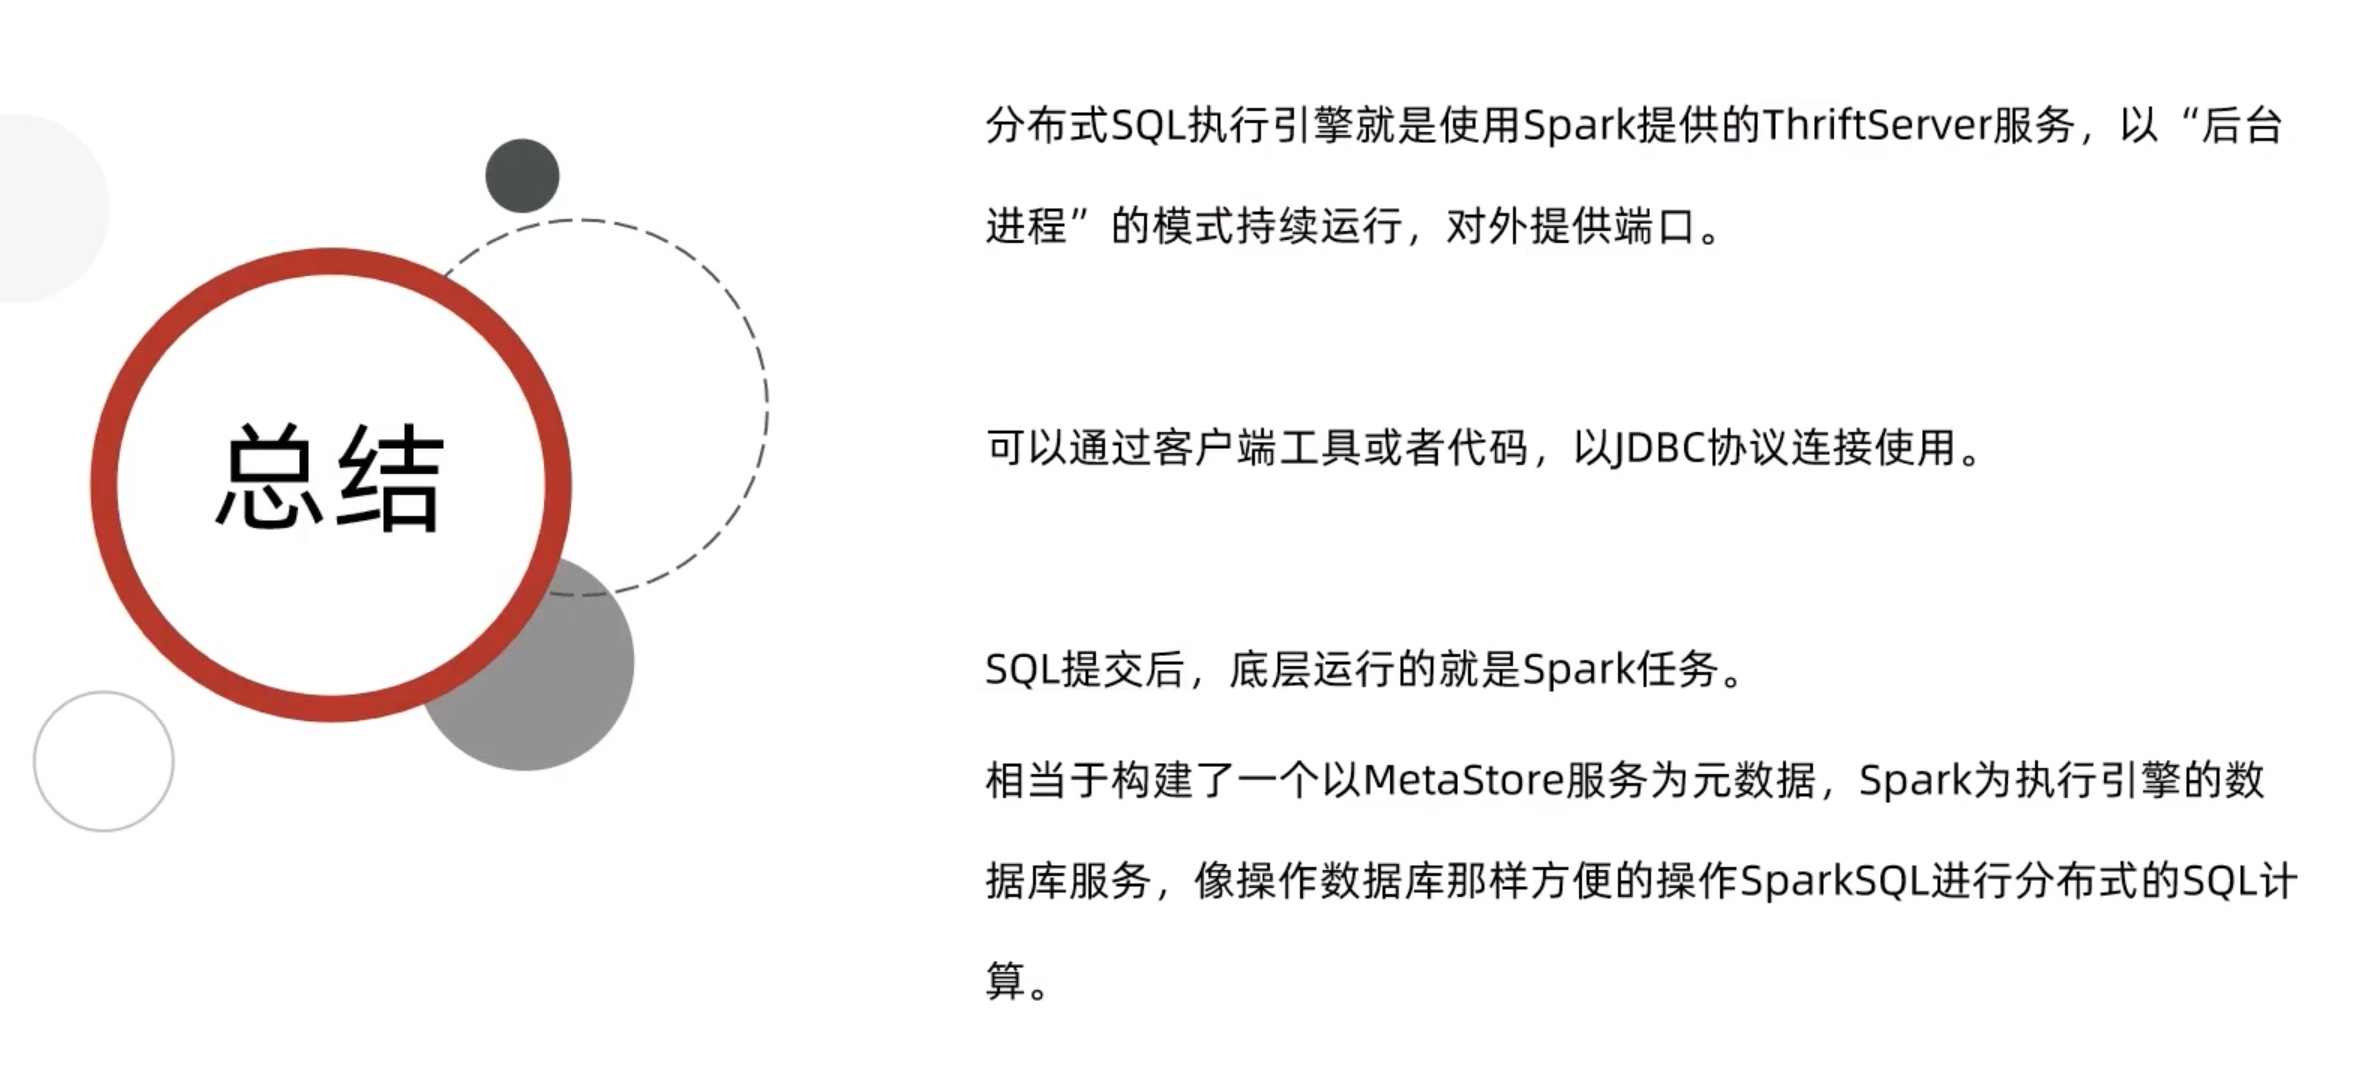 总结
分布式SQL执行引擎就是使用Spark提供的ThriftServer服务，以“后台
进程”的模式持续运行，对外提供端口。
可以通过客户端工具或者代码，以JDBC协议连接使用。
SQL提交后，底层运行的就是Spark任务。
相当于构建了一个以MetaStore服务为元数据，Spark为执行引擎的数
据库服务，像操作数据库那样方便的操作SparkSQL进行分布式的SQL计
算。